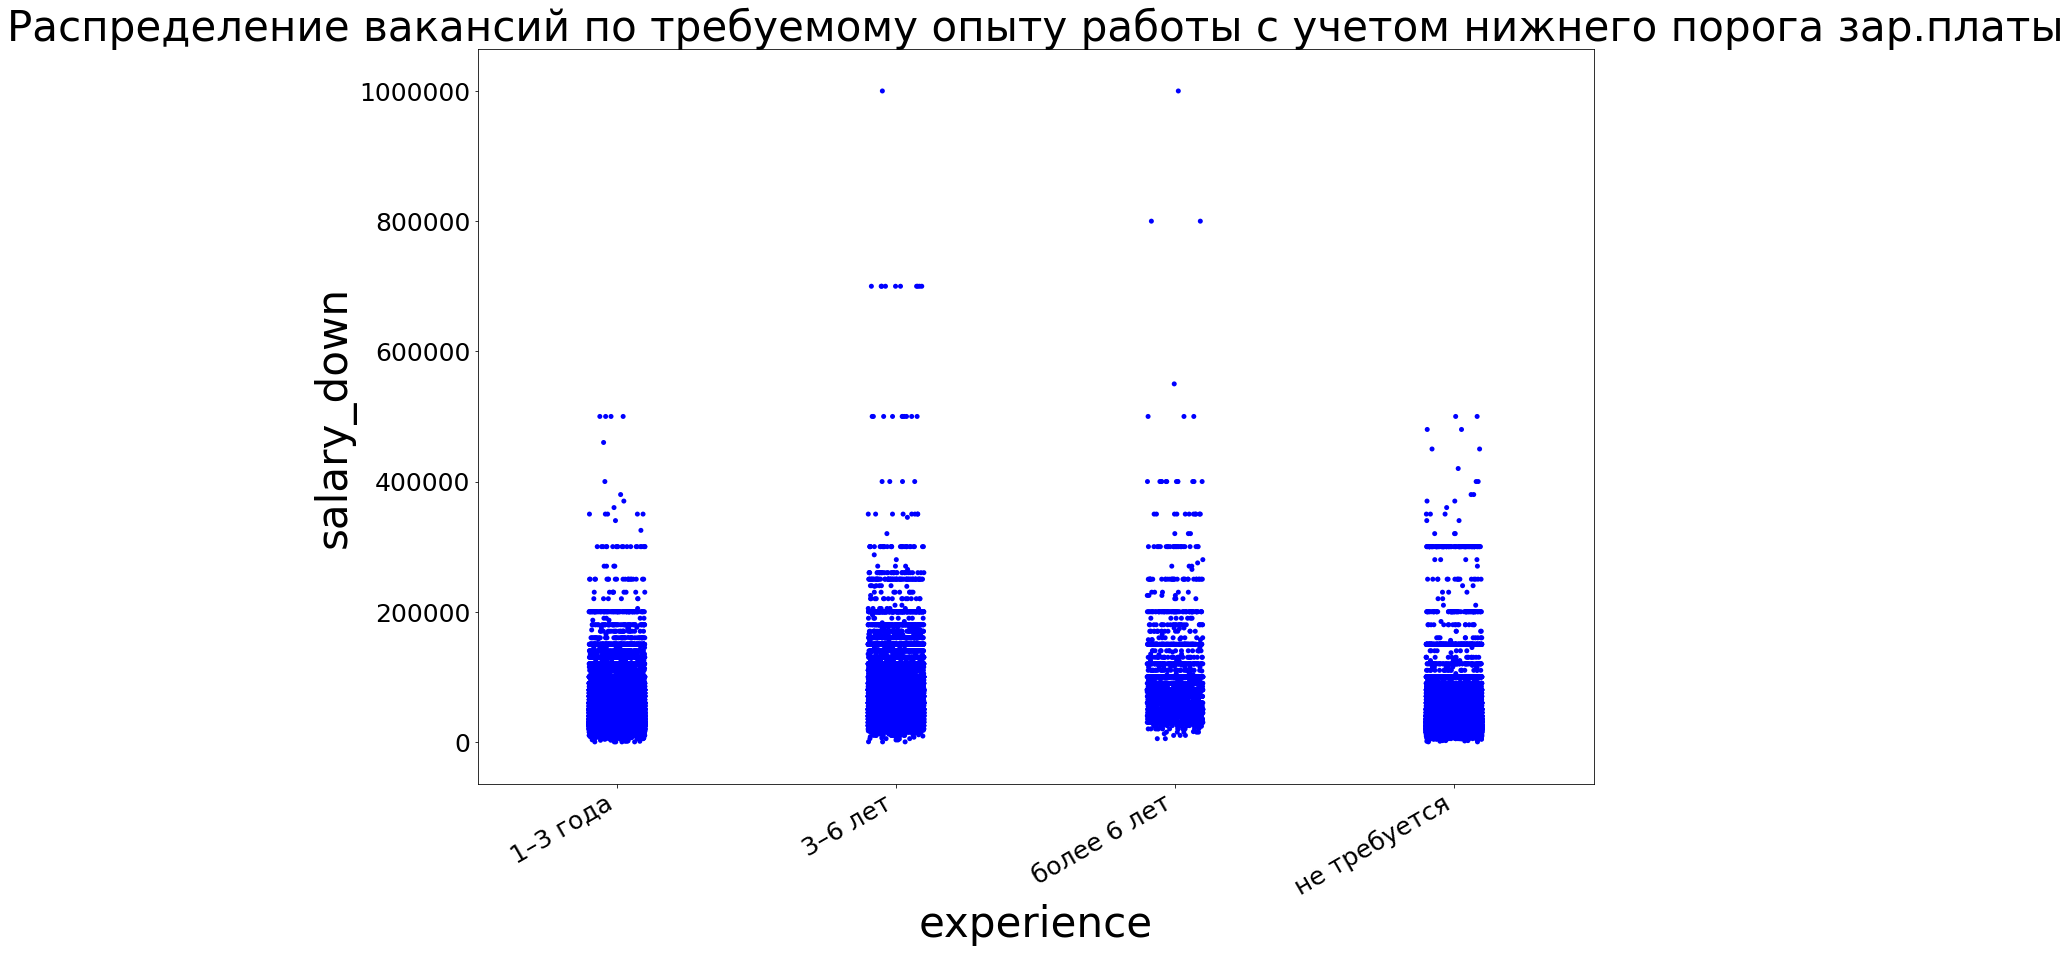 Распределение вакансий по требуемому опыту работы с учетом нижнего порога зар.платы
1000000
800000
600000
400000
200000
0
salary_down
1–3 года
3–6 лет
более 6 лет
не требуется
experience